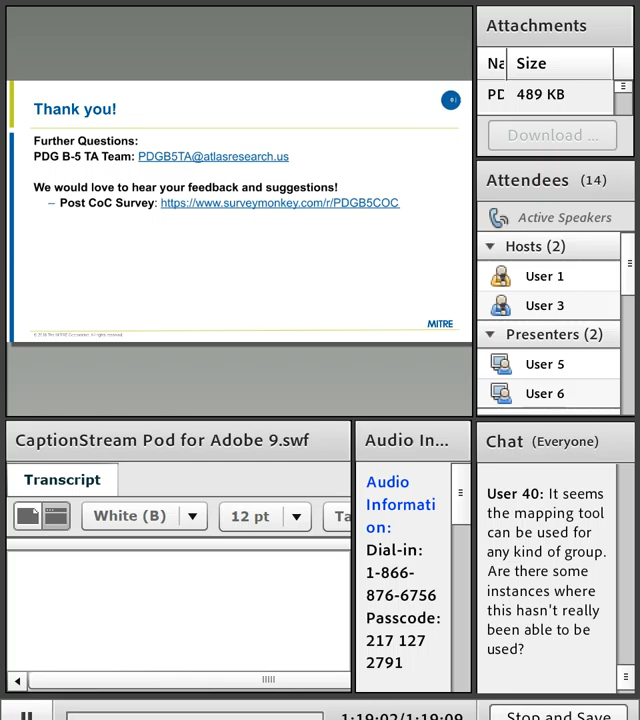 Thank you!
Further Questions:
PDG B-5 TA Team: PDGB5TA@atlasresearch.us
We would love to hear your feedback and suggestions!
– Post CoC Survey: https://www.surveymonkey.com/r/PDGB5COC
MITRE
Attachments
Size
489 KB
Download ...
Attendees (14)
Active Speakers
Hosts (2)
User 1
User 3
Presenters (2)
User 5
User 6
CaptionStream Pod for Adobe 9.swf
Transcript
White (B)
12 pt
Ta
Audio In...
Audio
Informati
on:
Dial-in:
1-866-
876-6756
Passcode:
217 127
2791
Chat (Everyone)
User 40: It seems
the mapping tool
can be used for
any kind of group.
Are there some
instances where
this hasn't really
been able to be
used?
1:19:02/1:19:09
Stop and Save